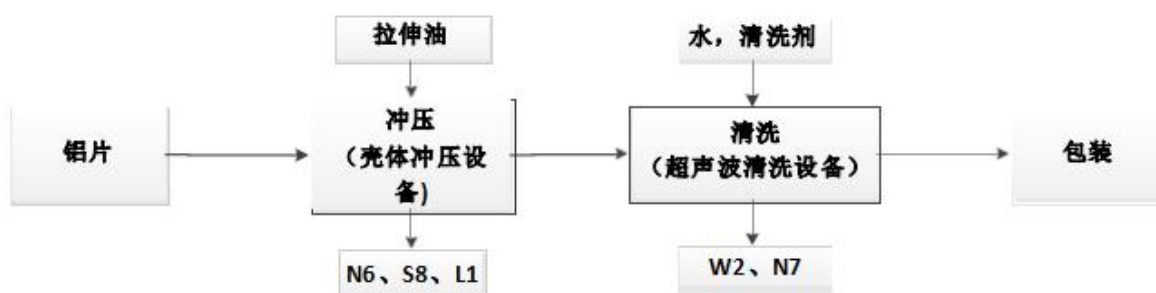 拉伸油
水，清洗剂
铝片
冲压
（壳体冲压设
备)
清洗
（超声波清洗设备）
包装
N6、S8、L1
W2、N7